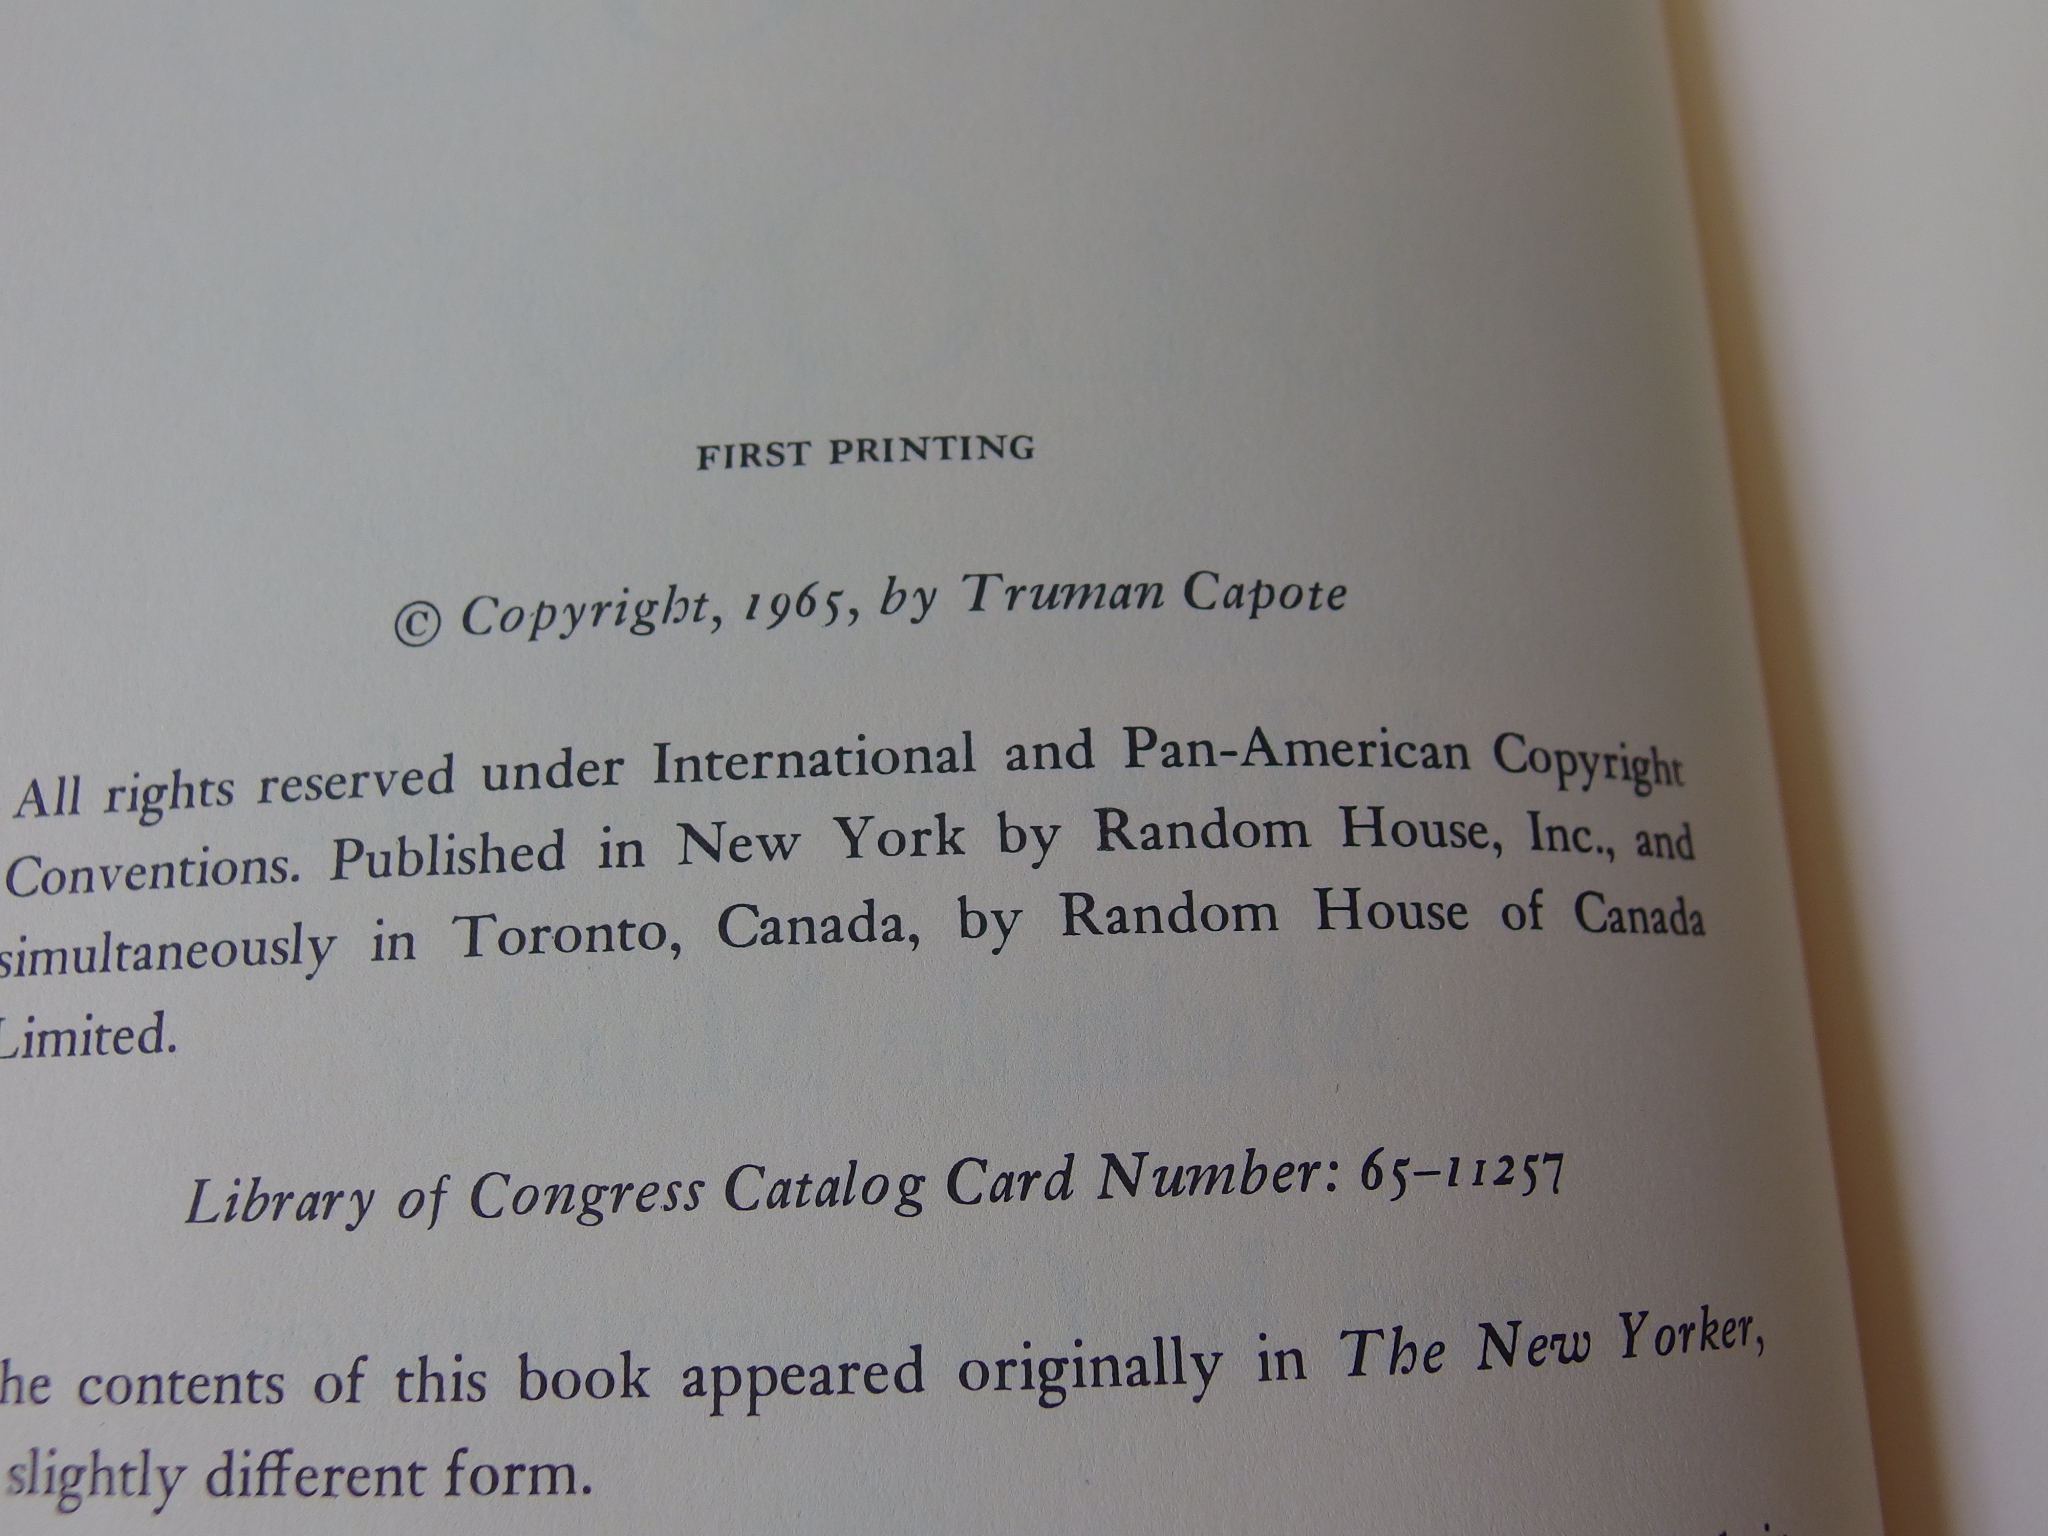 FIRST PRINTING
© Copyright, 1965, by Truman Capote
All rights reserved under International and Pan-American Copyright
Conventions. Published in New York by Random House, Inc., and
simultaneously in Toronto, Canada, by Random House of Canada
Limited.
Library of Congress Catalog Card Number: 65-11257
he contents of this book appeared originally in The New Yorker,
slightly different form.